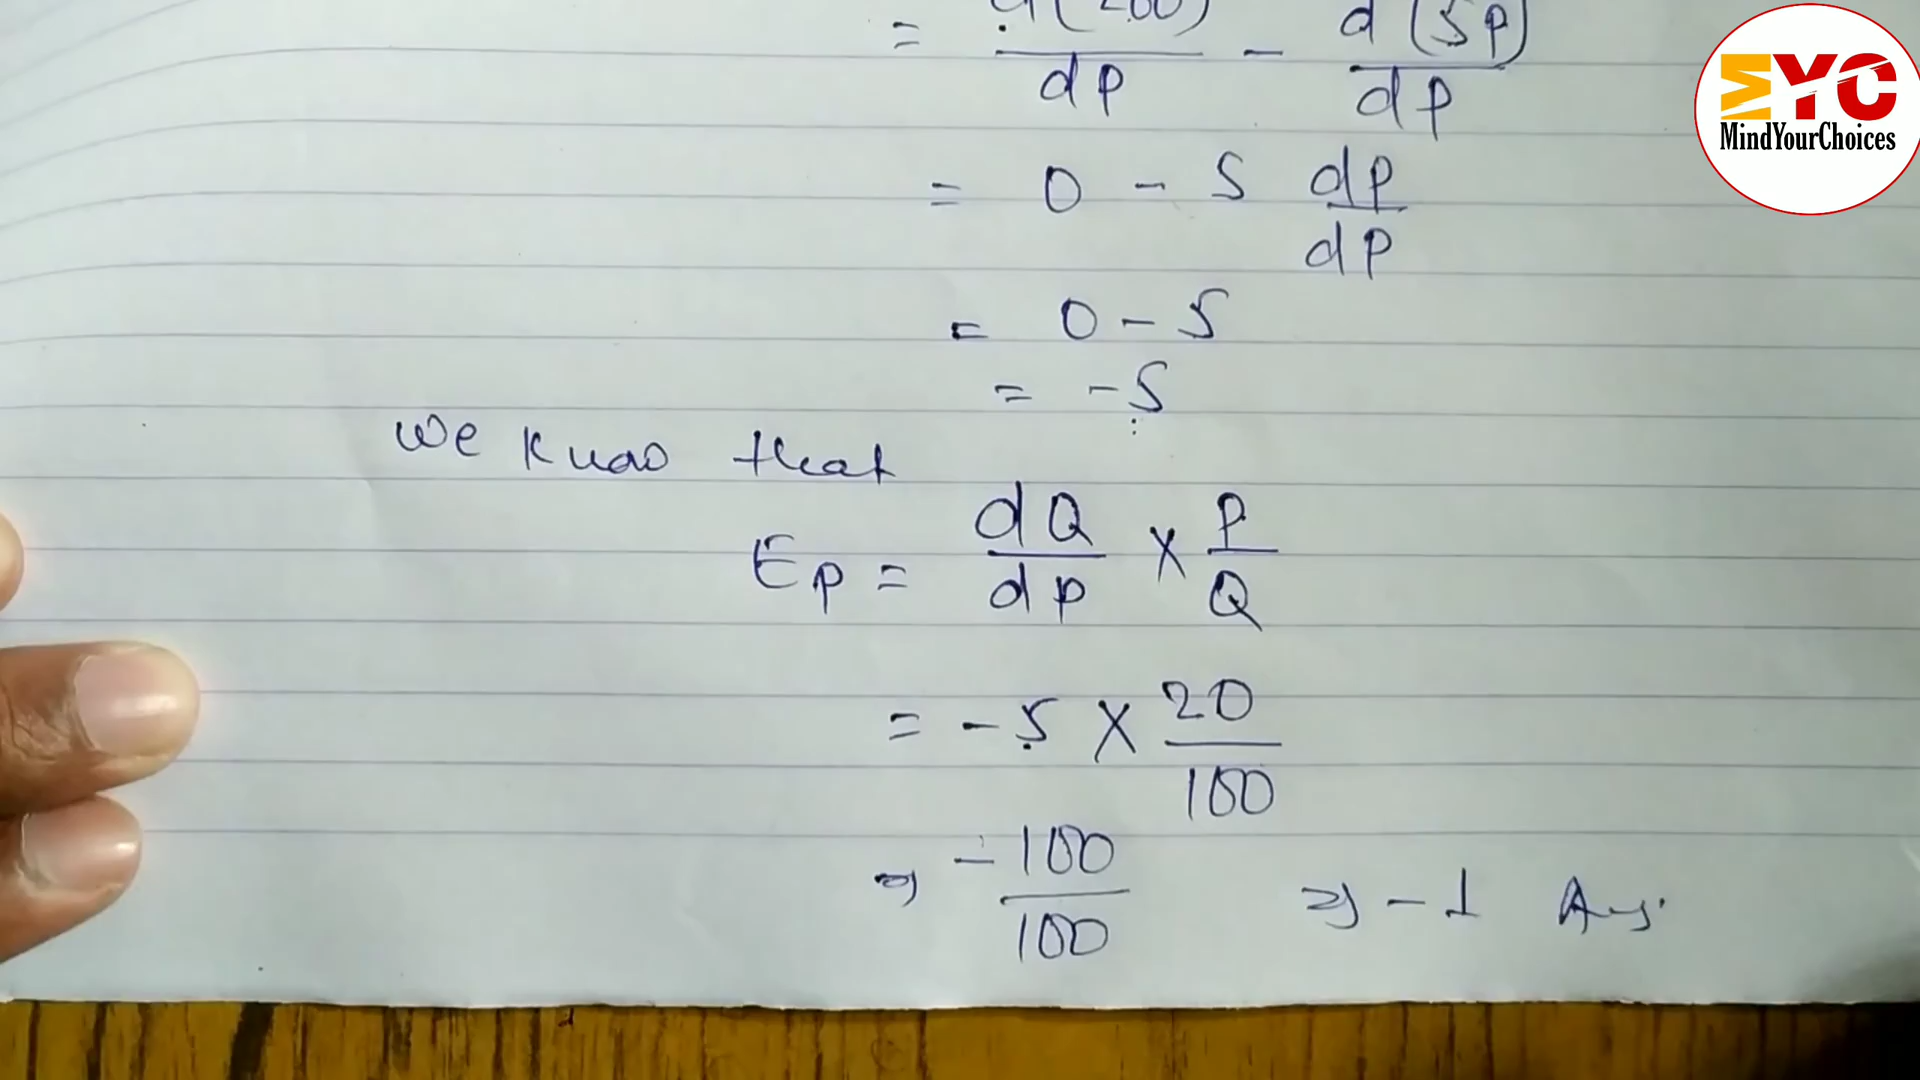 = d(200)/dP - d(5P)/dP
= 0 - 5 dP/dP
= 0 - 5
= -5
We know that
Ep = dQ/dP × P/Q
= -5 × 20/100
⇒ -100/100 ⇒ -1 Ans.
MYC
MindYourChoices